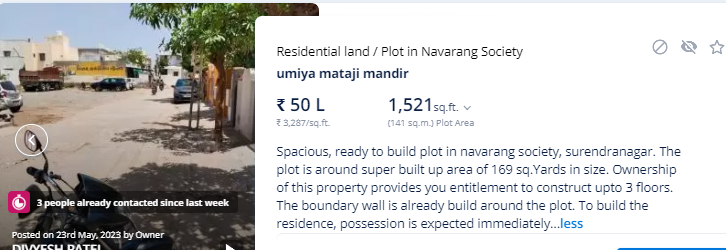 Residential land / Plot in Navarang Society
umiya mataji mandir
₹ 50 L
1,521 sq.ft.
₹ 3,287/sq.ft.
(141 sq.m.) Plot Area
Spacious, ready to build plot in navarang society, surendranagar. The
plot is around super built up area of 169 sq.Yards in size. Ownership
of this property provides you entitlement to construct upto 3 floors.
The boundary wall is already build around the plot. To build the
residence, possession is expected immediately...less
3 people already contacted since last week
Posted on 23rd May, 2023 by Owner
DIVYESH PATEL